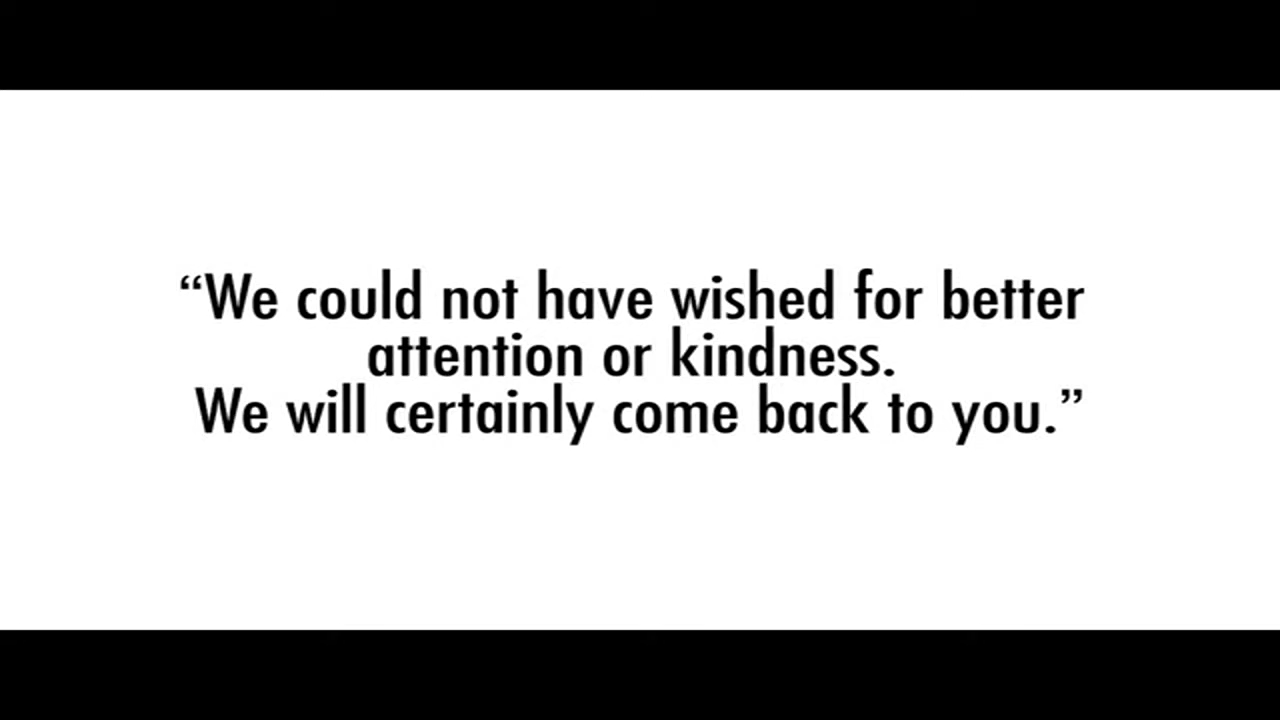 “We could not have wished for better
attention or kindness.
We will certainly come back to you.”